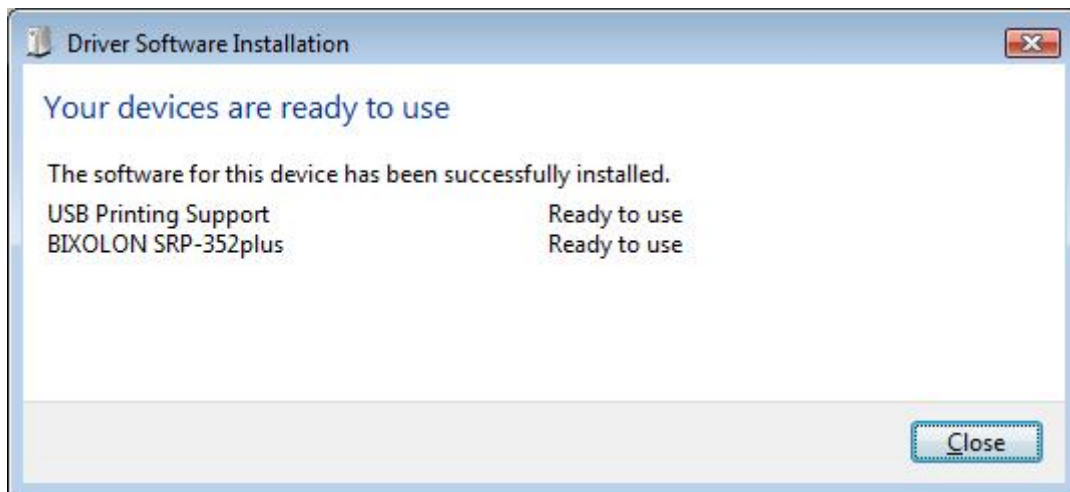 Driver Software Installation
Your devices are ready to use
The software for this device has been successfully installed.
USB Printing Support Ready to use
BIXOLON SRP-352plus Ready to use
Close